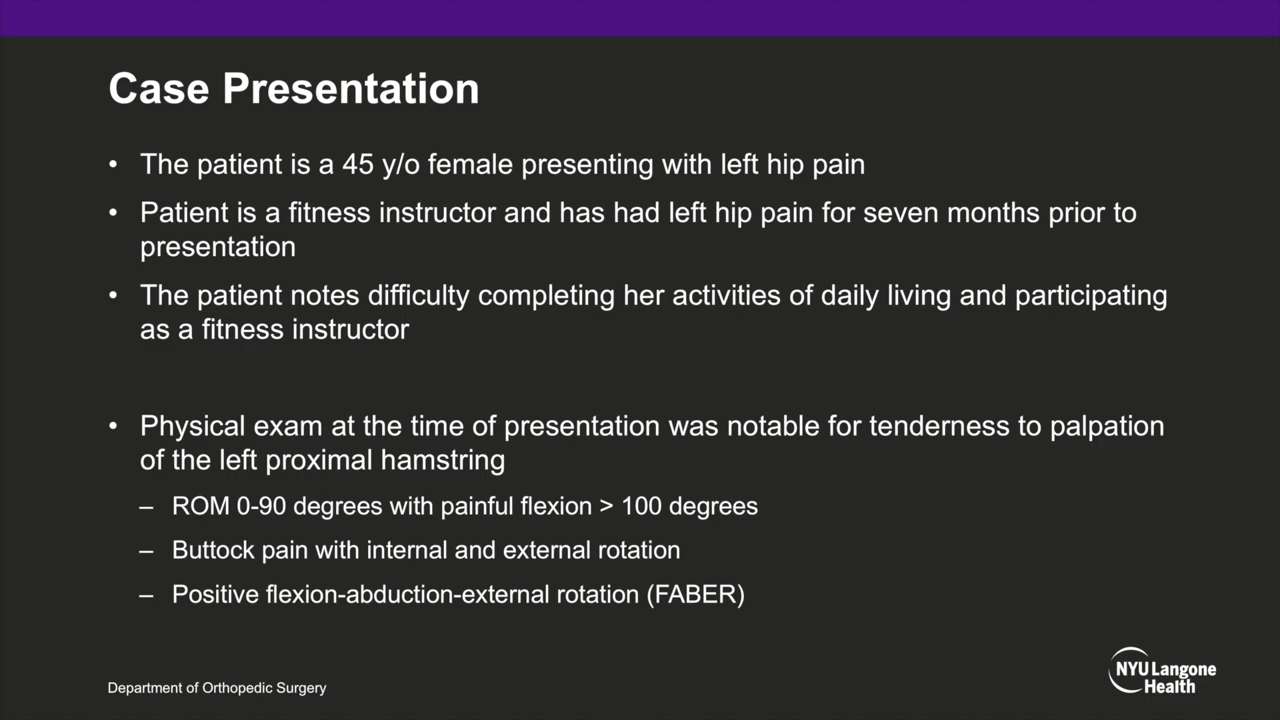 Case Presentation
• The patient is a 45 y/o female presenting with left hip pain
• Patient is a fitness instructor and has had left hip pain for seven months prior to
presentation
• The patient notes difficulty completing her activities of daily living and participating
as a fitness instructor
• Physical exam at the time of presentation was notable for tenderness to palpation
of the left proximal hamstring
– ROM 0-90 degrees with painful flexion > 100 degrees
– Buttock pain with internal and external rotation
– Positive flexion-abduction-external rotation (FABER)
Department of Orthopedic Surgery
NYU Langone
Health